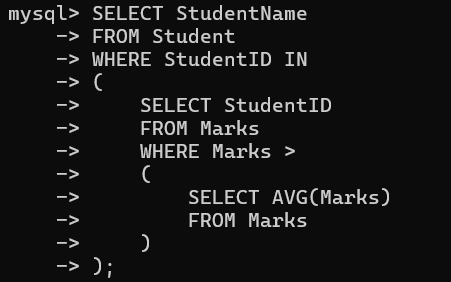 mysql> SELECT StudentName
    -> FROM Student
    -> WHERE StudentID IN
    -> (
    ->     SELECT StudentID
    ->     FROM Marks
    ->     WHERE Marks >
    ->     (
    ->         SELECT AVG(Marks)
    ->         FROM Marks
    ->     )
    -> );